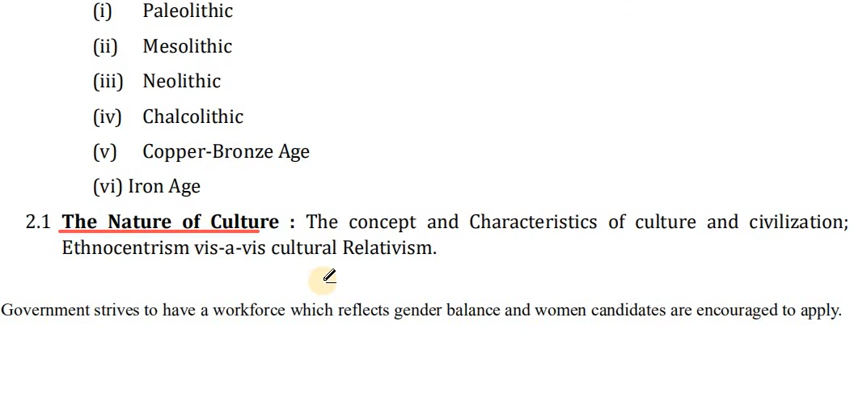 (i) Paleolithic
(ii) Mesolithic
(iii) Neolithic
(iv) Chalcolithic
(v) Copper-Bronze Age
(vi) Iron Age
2.1 The Nature of Culture : The concept and Characteristics of culture and civilization;
Ethnocentrism vis-a-vis cultural Relativism.
Government strives to have a workforce which reflects gender balance and women candidates are encouraged to apply.